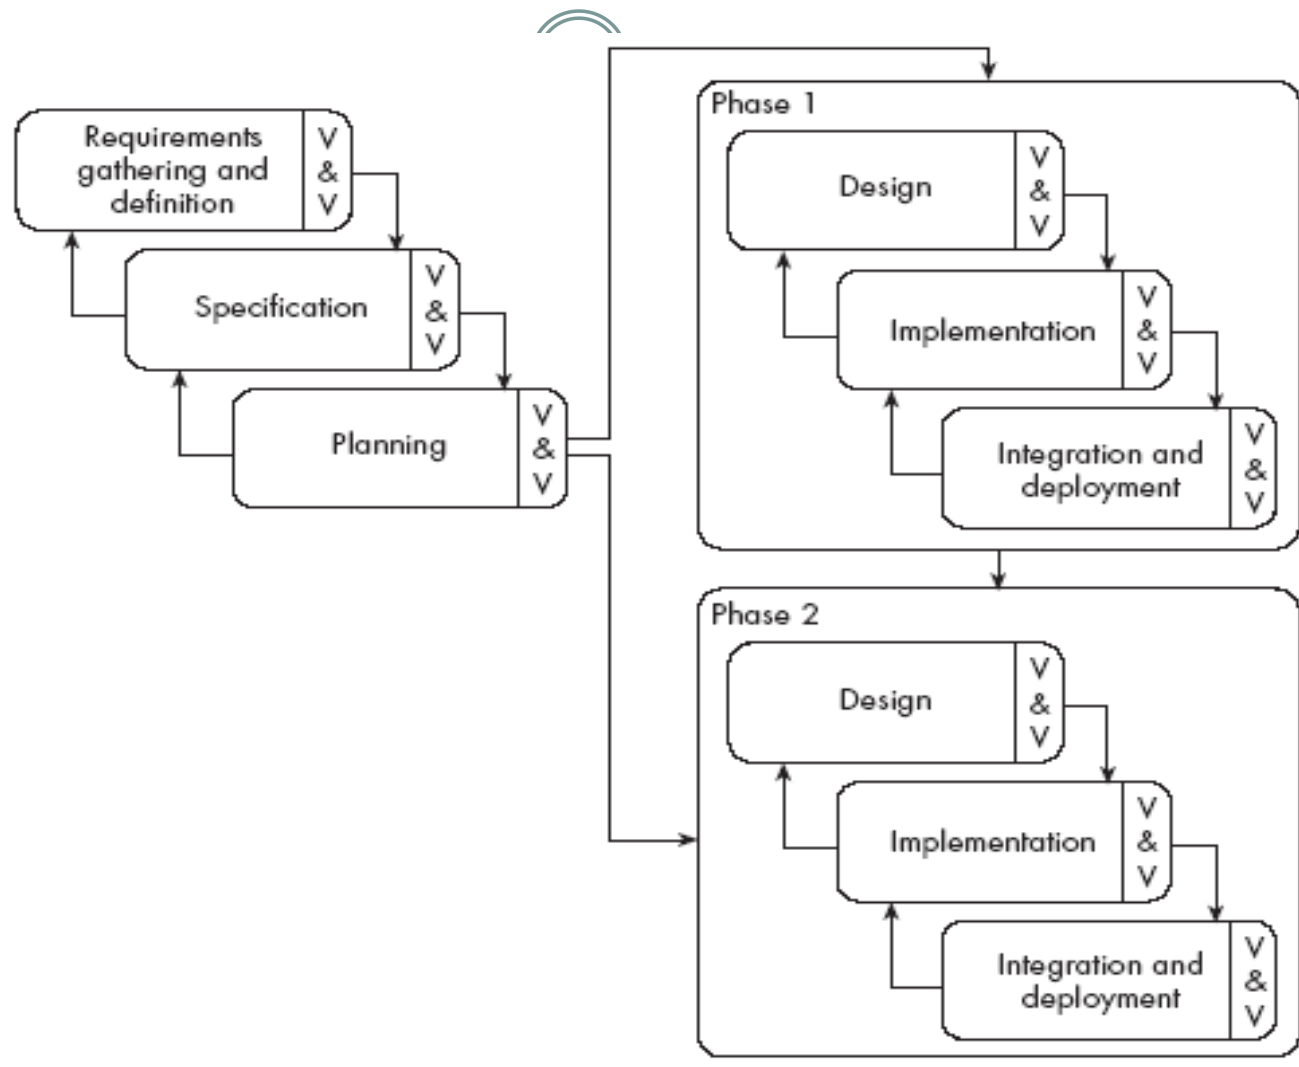 Requirements
gathering and
definition
V
&
V
Specification
V
&
V
Planning
V
&
V
Phase 1
Design
V
&
V
Implementation
V
&
V
Integration and
deployment
V
&
V
Phase 2
Design
V
&
V
Implementation
V
&
V
Integration and
deployment
V
&
V